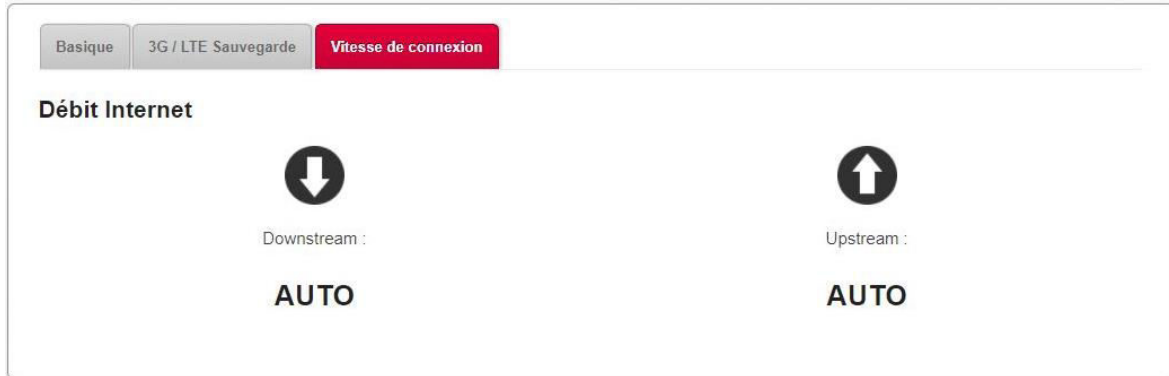 Basique 3G / LTE Sauvegarde Vitesse de connexion
Débit Internet
Downstream : Upstream :
AUTO AUTO